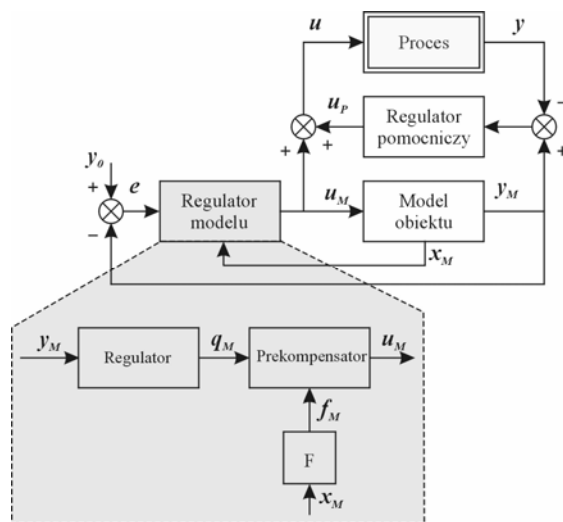 u
Proces
y
−
u_P
Regulator
pomocniczy
+
+
+
y_0
+
e
−
Regulator
modelu
u_M
Model
obiektu
y_M
x_M
y_M
Regulator
q_M
Prekompensator
u_M
f_M
F
x_M